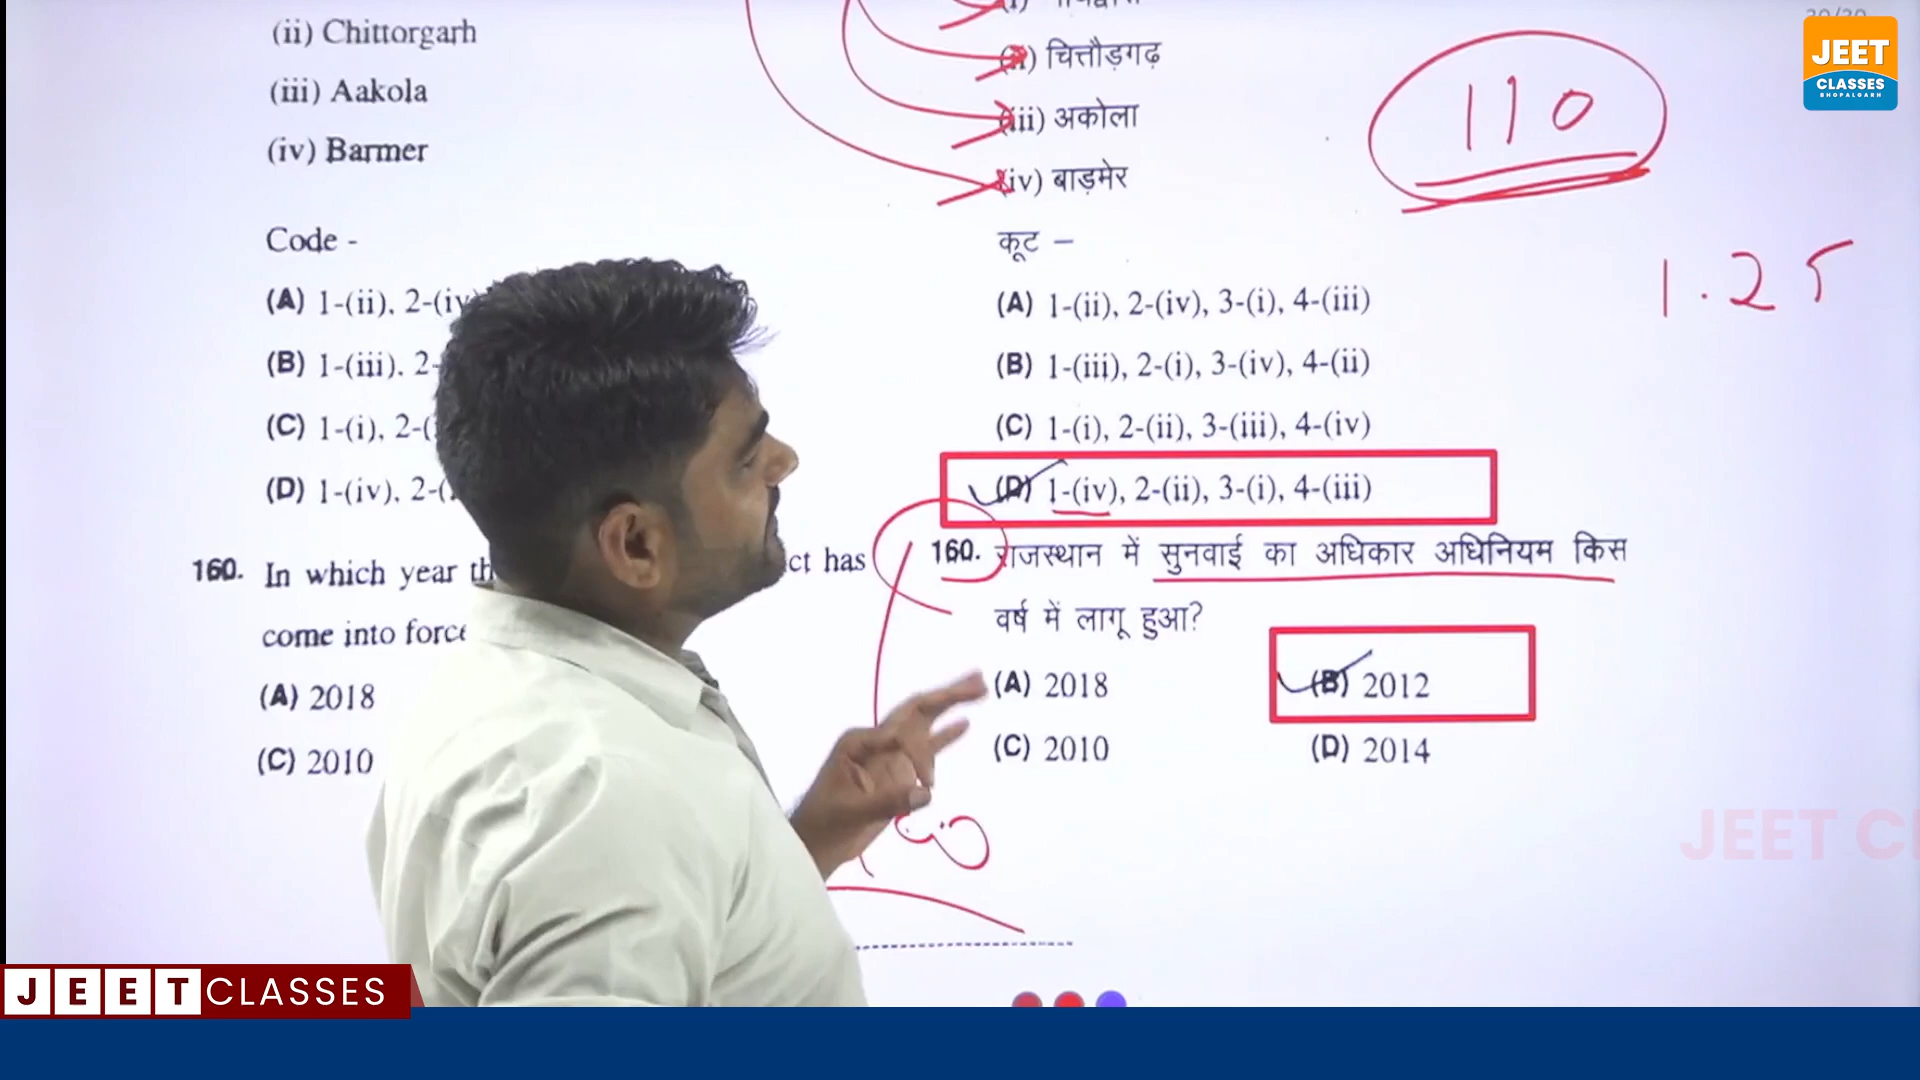 (ii) Chittorgarh
(iii) Aakola
(iv) Barmer
Code -
(A) 1-(ii), 2-(iv)
(B) 1-(iii). 2-
(C) 1-(i), 2-(
(D) 1-(iv), 2-(
160. In which year ct has
come into force
(A) 2018
(C) 2010
चित्तौड़गढ़
(iii) अकोला
(iv) बाड़मेर
कूट –
(A) 1-(ii), 2-(iv), 3-(i), 4-(iii)
(B) 1-(iii), 2-(i), 3-(iv), 4-(ii)
(C) 1-(i), 2-(ii), 3-(iii), 4-(iv)
(D) 1-(iv), 2-(ii), 3-(i), 4-(iii)
160. राजस्थान में सुनवाई का अधिकार अधिनियम किस
वर्ष में लागू हुआ?
(A) 2018 (B) 2012
(C) 2010 (D) 2014
110
1.25
JEET
CLASSES
BHOPALGARH
JEET C
JEET CLASSES